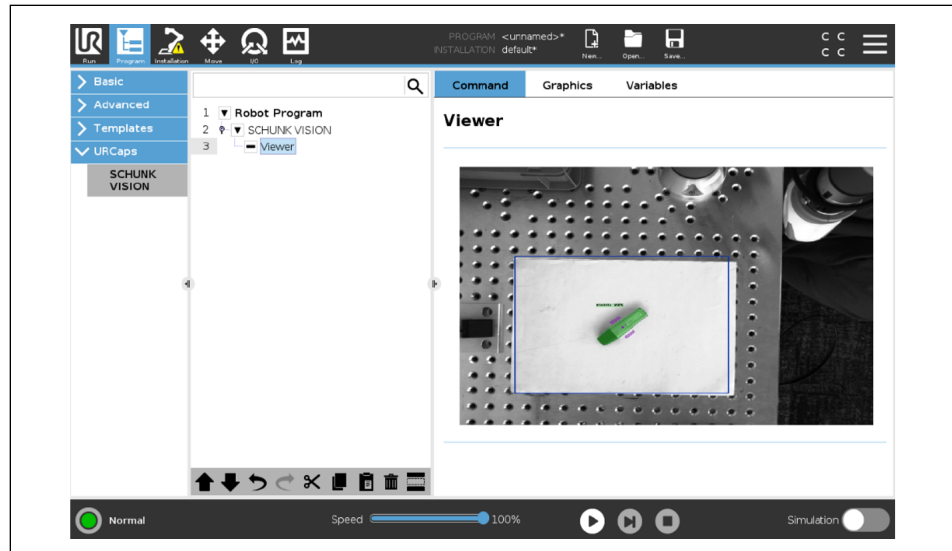 UR
PROGRAM <unnamed>*
INSTALLATION default*
Run Program Installation Move I/O Log New... Open... Save...
C C
C C
Basic
Advanced
Templates
URCaps
SCHUNK
VISION
1 Robot Program
2 SCHUNK VISION
3 Viewer
Command Graphics Variables
Viewer
Normal
Speed 100%
Simulation